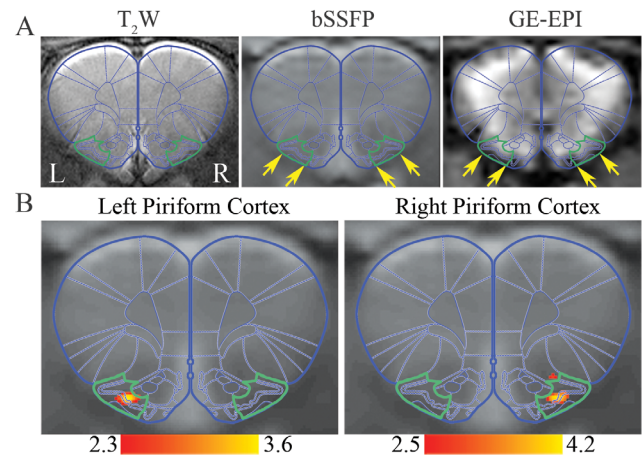 A
T2W bSSFP GE-EPI
L R
B
Left Piriform Cortex Right Piriform Cortex
2.3 3.6 2.5 4.2